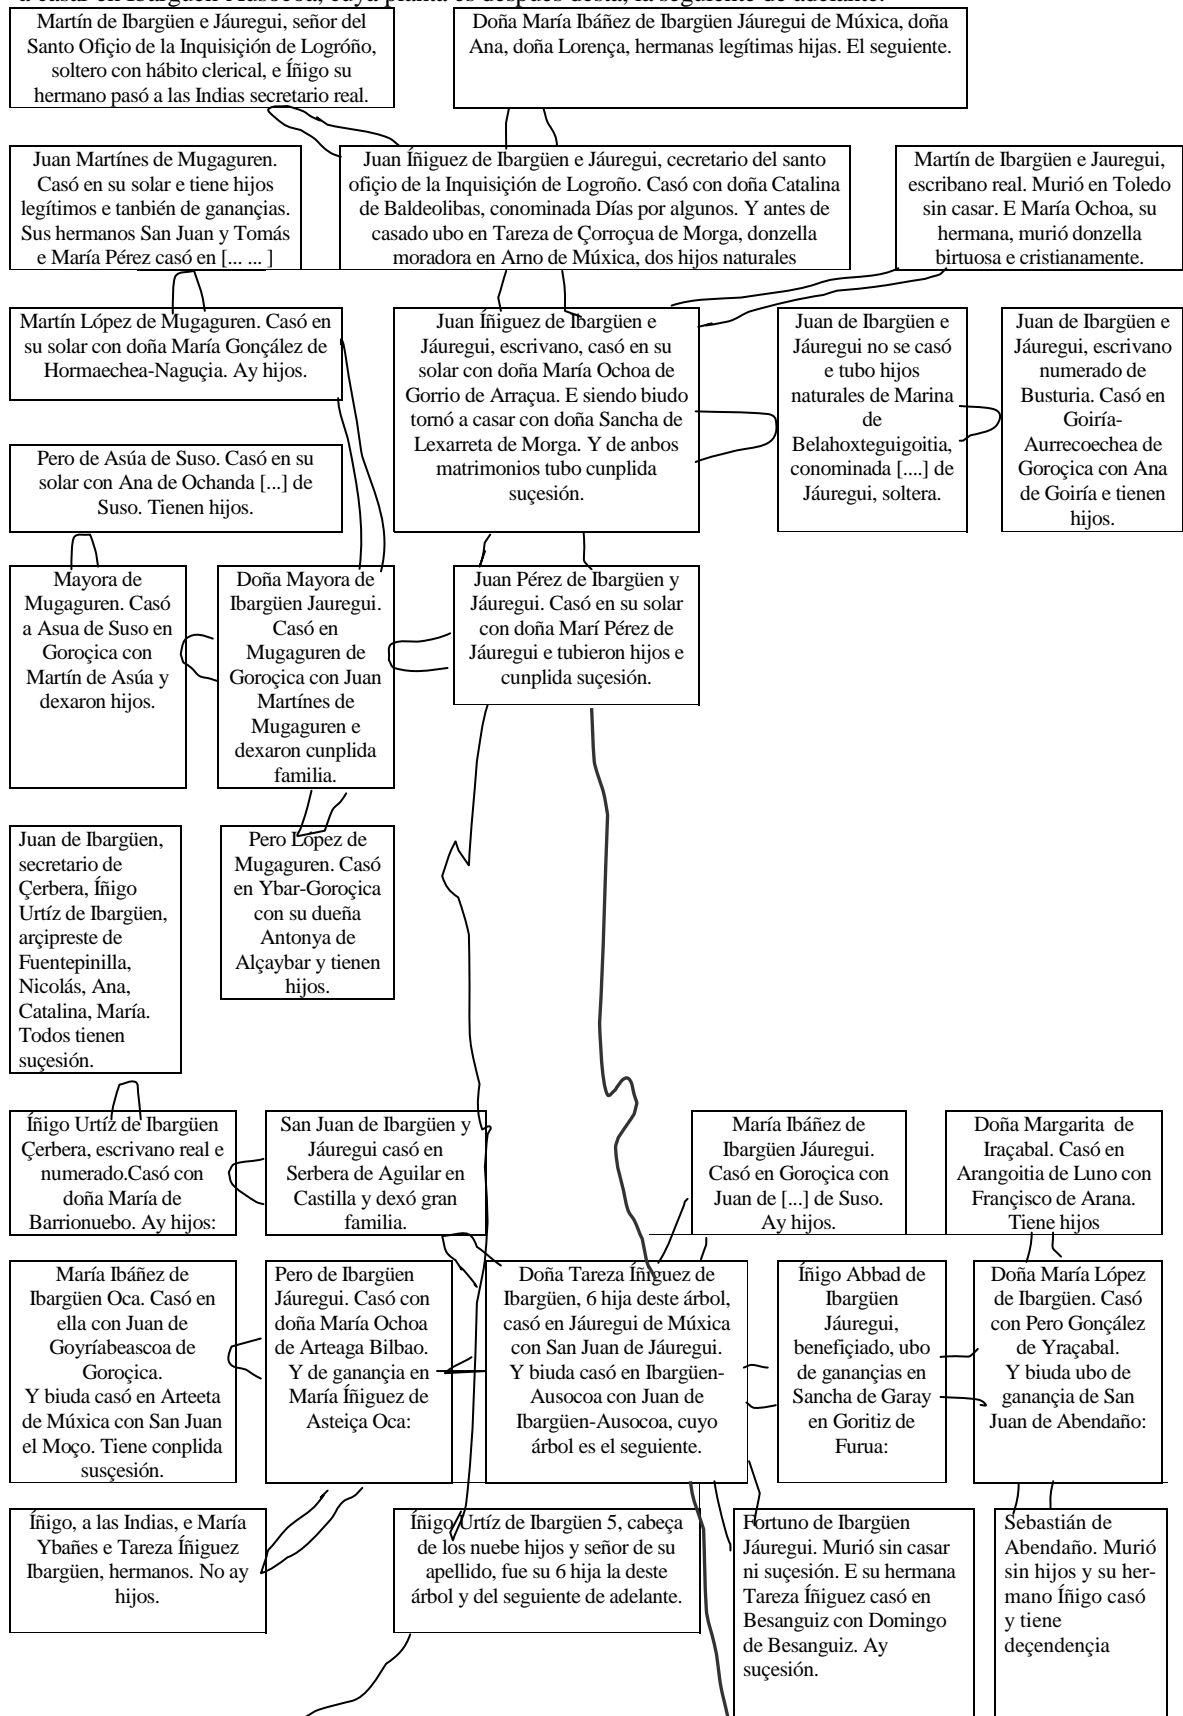 a casar en Ibargüen Ausocoa, cuya planta es después désta, la seguiente de adelante.
Martín de Ibargüen e Jáuregui, señor del
Santo Ofiçio de la Inquisiçión de Logróño,
soltero con hábito clerical, e Íñigo su
hermano pasó a las Indias secretario real.
Doña María Ibáñez de Ibargüen Jáuregui de Múxica, doña
Ana, doña Lorença, hermanas legítimas hijas. El seguiente.
Juan Martínes de Mugaguren.
Casó en su solar e tiene hijos
legítimos e tanbién deganançias.
Sus hermanos San Juan y Tomás
e María Pérez casó en [... ... ]
Juan Íñiguez de Ibargüen e Jáuregui, cecretario del santo
ofiçio de la Inquisiçión de Logroño. Casó con doña Catalina
de Baldeolibas, conominada Días por algunos. Y antes de
casado ubo en Tareza de Çorroçua de Morga, donzella
moradora en Arno de Múxica, dos hijos naturales
Martín de Ibargüen e Jauregui,
escribano real. Murió en Toledo
sin casar. E María Ochoa, su
hermana, murió donzella
birtuosa e cristianamente.
Martín López de Mugaguren. Casó en
su solar con doña María Gonçález de
Hormaechea-Naguçia. Ay hijos.
Juan Íñiguez de Ibargüen e
Jáuregui, escrivano, casó en su
solar con doña María Ochoa de
Gorrio de Arraçua. E siendo biudo
tornó a casar con doña Sancha de
Lexarreta de Morga. Y de anbos
matrimonios tubo cunplida
suçesión.
Juan de Ibargüen e
Jáuregui no se casó
e tubo hijos
naturales de Marina
de
Belahoxteguigoitia,
conominada [....] de
Jáuregui, soltera.
Juan de Ibargüen e
Jáuregui, escrivano
numerado de
Busturia. Casó en
Goiría-
Aurrecoechea de
Goroçica con Ana
de Goiría e tienen
hijos.
Pero de Asúa de Suso. Casó en su
solar con Ana de Ochanda [...] de
Suso. Tienen hijos.
Mayora de
Mugaguren. Casó
a Asua de Suso en
Goroçica con
Martín de Asúa y
dexaron hijos.
Doña Mayora de
Ibargüen Jauregui.
Casó en
Mugaguren de
Goroçica con Juan
Martínes de
Mugaguren e
dexaron cunplida
familia.
Juan Pérez de Ibargüen y
Jáuregui. Casó en su solar
con doña Marí Pérez de
Jáuregui e tubieron hijos e
cunplida suçesión.
Juan de Ibargüen,
secretario de
Çerbera, Íñigo
Urtíz de Ibargüen,
arçipreste de
Fuentepinilla,
Nicolás, Ana,
Catalina, María.
Todos tienen
suçesión.
Pero López de
Mugaguren. Casó
en Ybar-Goroçica
con su dueña
Antonya de
Alçaybar y tienen
hijos.
Íñigo Urtíz de Ibargüen
Çerbera, escrivano real e
numerado.Casó con
doña María de
Barrionuebo. Ay hijos:
San Juan de Ibargüen y
Jáuregui casó en
Serbera de Aguilar en
Castilla y dexó gran
familia.
María Ibáñez de
Ibargüen Jáuregui.
Casó en Goroçica con
Juan de [...] de Suso.
Ay hijos.
Doña Margarita de
Iraçabal. Casó en
Arangoitia de Luno con
Françisco de Arana.
Tiene hijos
María Ibáñez de
Ibargüen Oca. Casó en
ella con Juan de
Goyríabeascoa de
Goroçica.
Y biuda casó en Arteeta
de Múxica con San Juan
el Moço. Tiene conplida
susçesión.
Pero de Ibargüen
Jáuregui. Casó con
doña María Ochoa
de Arteaga Bilbao.
Y de ganançia en
María Íñiguez de
Asteiça Oca:
Doña Tareza Íñiguez de
Ibargüen, 6 hija deste árbol,
casó en Jáuregui de Múxica
con San Juan de Jáuregui.
Y biuda casó en Ibargüen-
Ausocoa con Juan de
Ibargüen-Ausocoa, cuyo
árbol es el seguiente.
Íñigo Abbad de
Ibargüen
Jáuregui,
benefiçiado, ubo
de ganançias en
Sancha de Garay
en Goritiz de
Furua:
Doña María López
de Ibargüen. Casó
con Pero Gonçález
de Yraçabal.
Y biuda ubo de
ganançia de San
Juan de Abendaño:
Íñigo, a las Indias, e María
Ybañes e Tareza Íñiguez
Ibargüen, hermanos. No ay
hijos.
Íñigo Urtíz de Ibargüen 5, cabeça
de los nuebe hijos y señor de su
apellido, fue su 6 hija la deste
árbol y del seguiente de adelante.
Fortuno de Ibargüen
Jáuregui. Murió sin casar
ni suçesión. E su hermana
Tareza Íñiguez casó en
Besanguiz con Domingo
de Besanguiz. Ay
suçesión.
Sebastián de
Abendaño. Murió
sin hijos y su her-
mano Íñigo casó
y tiene
deçendençia